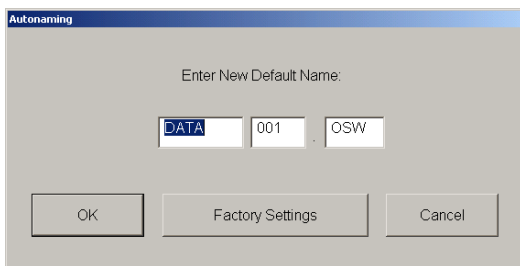 Autonaming
Enter New Default Name:
DATA 001 . OSW
OK Factory Settings Cancel